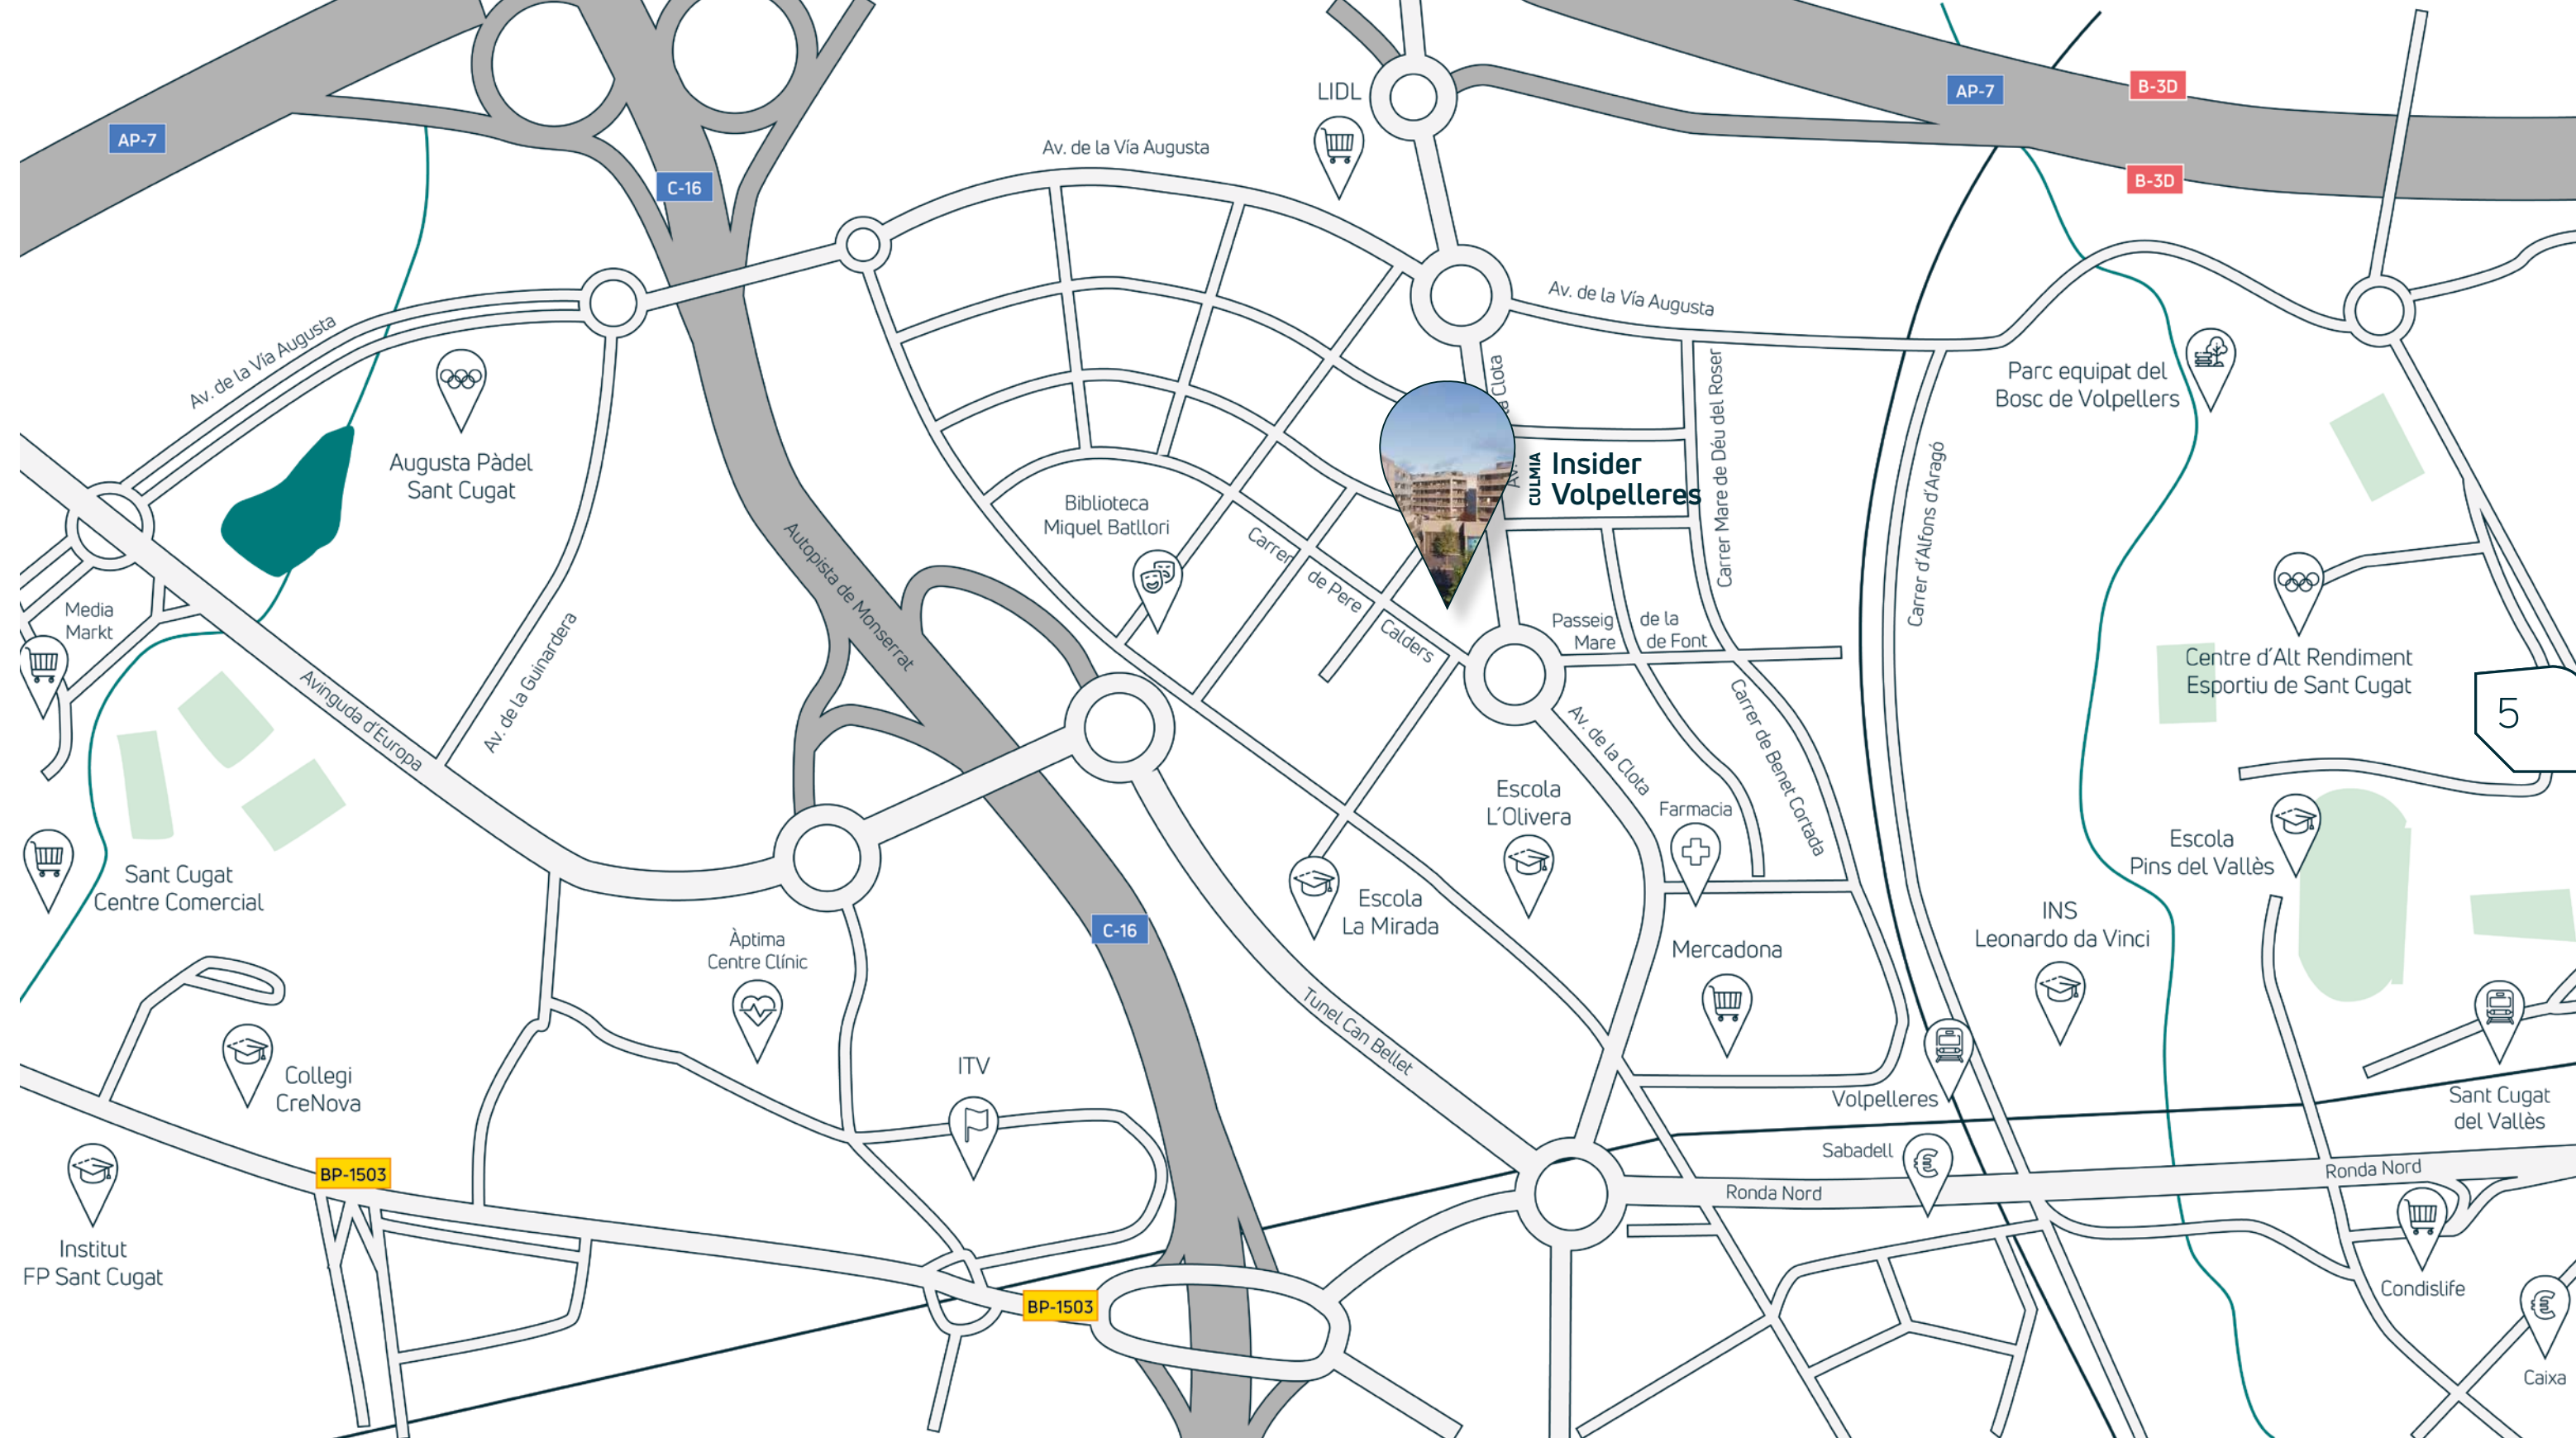 LIDL
AP-7
B-3D
AP-7
Av. de la Vía Augusta
B-3D
C-16
Av. de la Vía Augusta
Av. de la Vía Augusta
Parc equipat del
Bosc de Volpellers
Augusta Pàdel
Sant Cugat
Av. de la Clota
CULMIA
Insider
Volpelleres
Carrer Mare de Déu del Roser
Carrer d'Alfons d'Aragó
Biblioteca
Miquel Batllori
Autopista de Monserrat
Carrer de Pere Calders
Media
Markt
Passeig de la
Mare de Font
Av. de la Guinardera
Avinguda d'Europa
Centre d'Alt Rendiment
Esportiu de Sant Cugat
5
Av. de la Clota
Carrer de Benet Cortada
Escola
L´Olivera
Farmacia
Escola
Pins del Vallès
Sant Cugat
Centre Comercial
Escola
La Mirada
C-16
INS
Leonardo da Vinci
Àptima
Centre Clínic
Mercadona
Tunel Can Bellet
ITV
Collegi
CreNova
Volpelleres
Sant Cugat
del Vallès
Sabadell
BP-1503
Ronda Nord
Ronda Nord
Institut
FP Sant Cugat
Condislife
BP-1503
Caixa